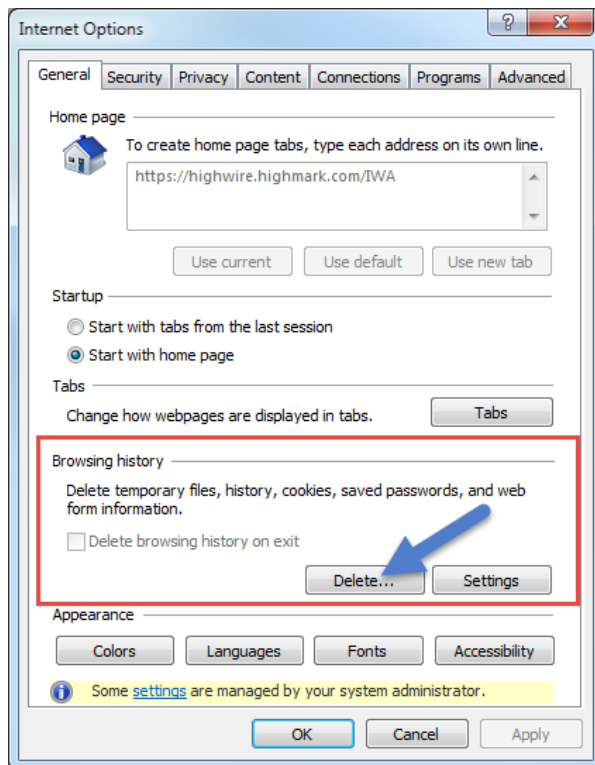 Internet Options
General Security Privacy Content Connections Programs Advanced
Home page
To create home page tabs, type each address on its own line.
https://highwire.highmark.com/IWA
Use current Use default Use new tab
Startup
Start with tabs from the last session
Start with home page
Tabs
Change how webpages are displayed in tabs. Tabs
Browsing history
Delete temporary files, history, cookies, saved passwords, and web
form information.
Delete browsing history on exit
Delete... Settings
Appearance
Colors Languages Fonts Accessibility
Some settings are managed by your system administrator.
OK Cancel Apply